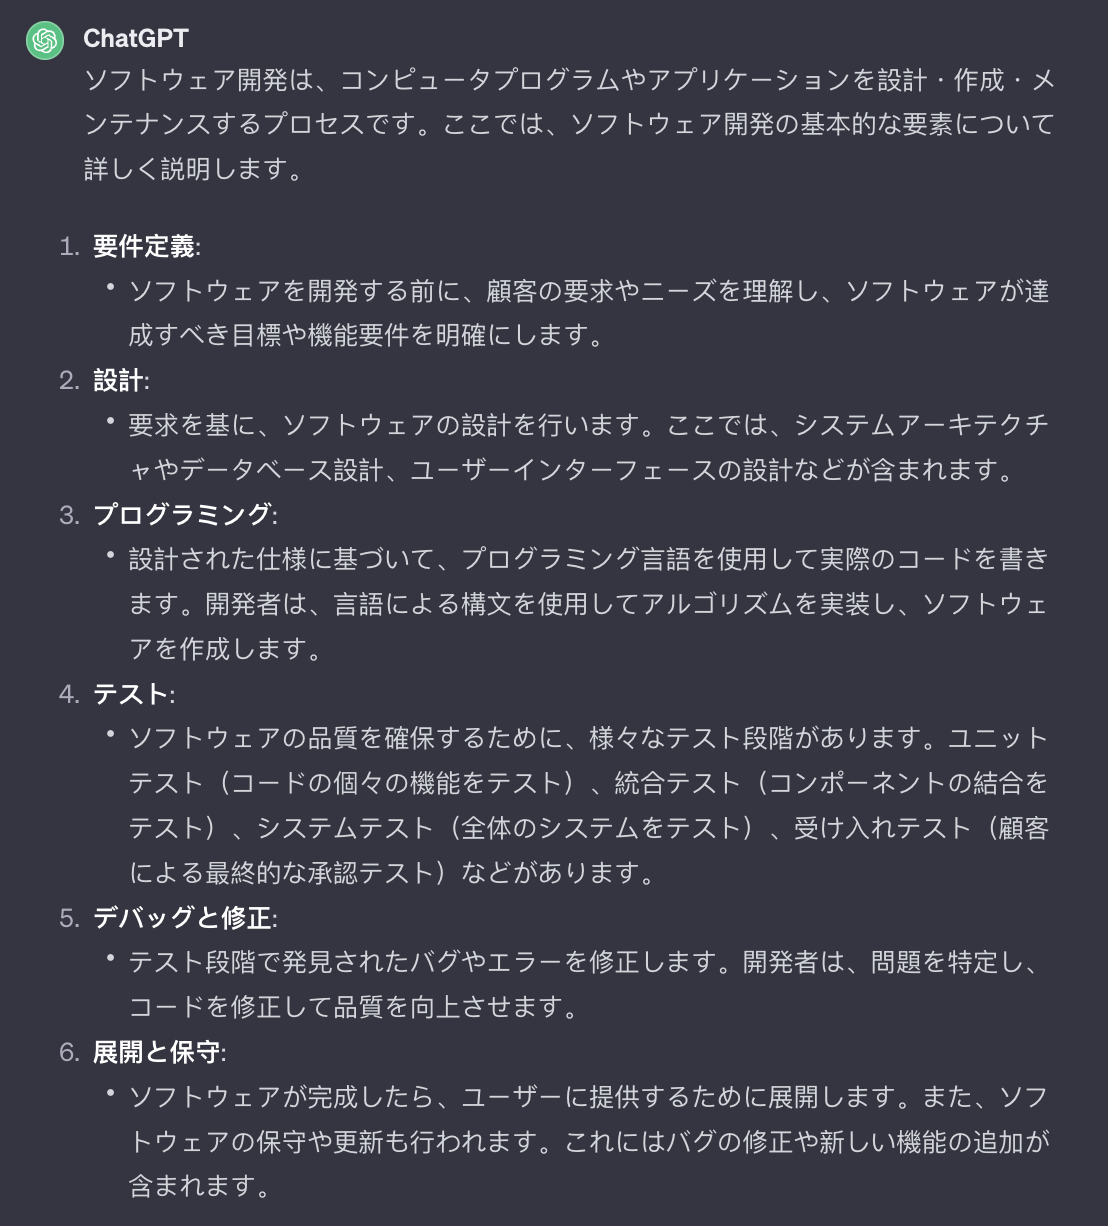 ChatGPT
ソフトウェア開発は、コンピュータプログラムやアプリケーションを設計・作成・メ
ンテナンスするプロセスです。ここでは、ソフトウェア開発の基本的な要素について
詳しく説明します。
1. 要件定義:
• ソフトウェアを開発する前に、顧客の要求やニーズを理解し、ソフトウェアが達
成すべき目標や機能要件を明確にします。
2. 設計:
• 要求を基に、ソフトウェアの設計を行います。ここでは、システムアーキテクチ
ャやデータベース設計、ユーザーインターフェースの設計などが含まれます。
3. プログラミング:
• 設計された仕様に基づいて、プログラミング言語を使用して実際のコードを書き
ます。開発者は、言語による構文を使用してアルゴリズムを実装し、ソフトウェ
アを作成します。
4. テスト:
• ソフトウェアの品質を確保するために、様々なテスト段階があります。ユニット
テスト（コードの個々の機能をテスト）、統合テスト（コンポーネントの結合を
テスト）、システムテスト（全体のシステムをテスト）、受け入れテスト（顧客
による最終的な承認テスト）などがあります。
5. デバッグと修正:
• テスト段階で発見されたバグやエラーを修正します。開発者は、問題を特定し、
コードを修正して品質を向上させます。
6. 展開と保守:
• ソフトウェアが完成したら、ユーザーに提供するために展開します。また、ソフ
トウェアの保守や更新も行われます。これにはバグの修正や新しい機能の追加が
含まれます。